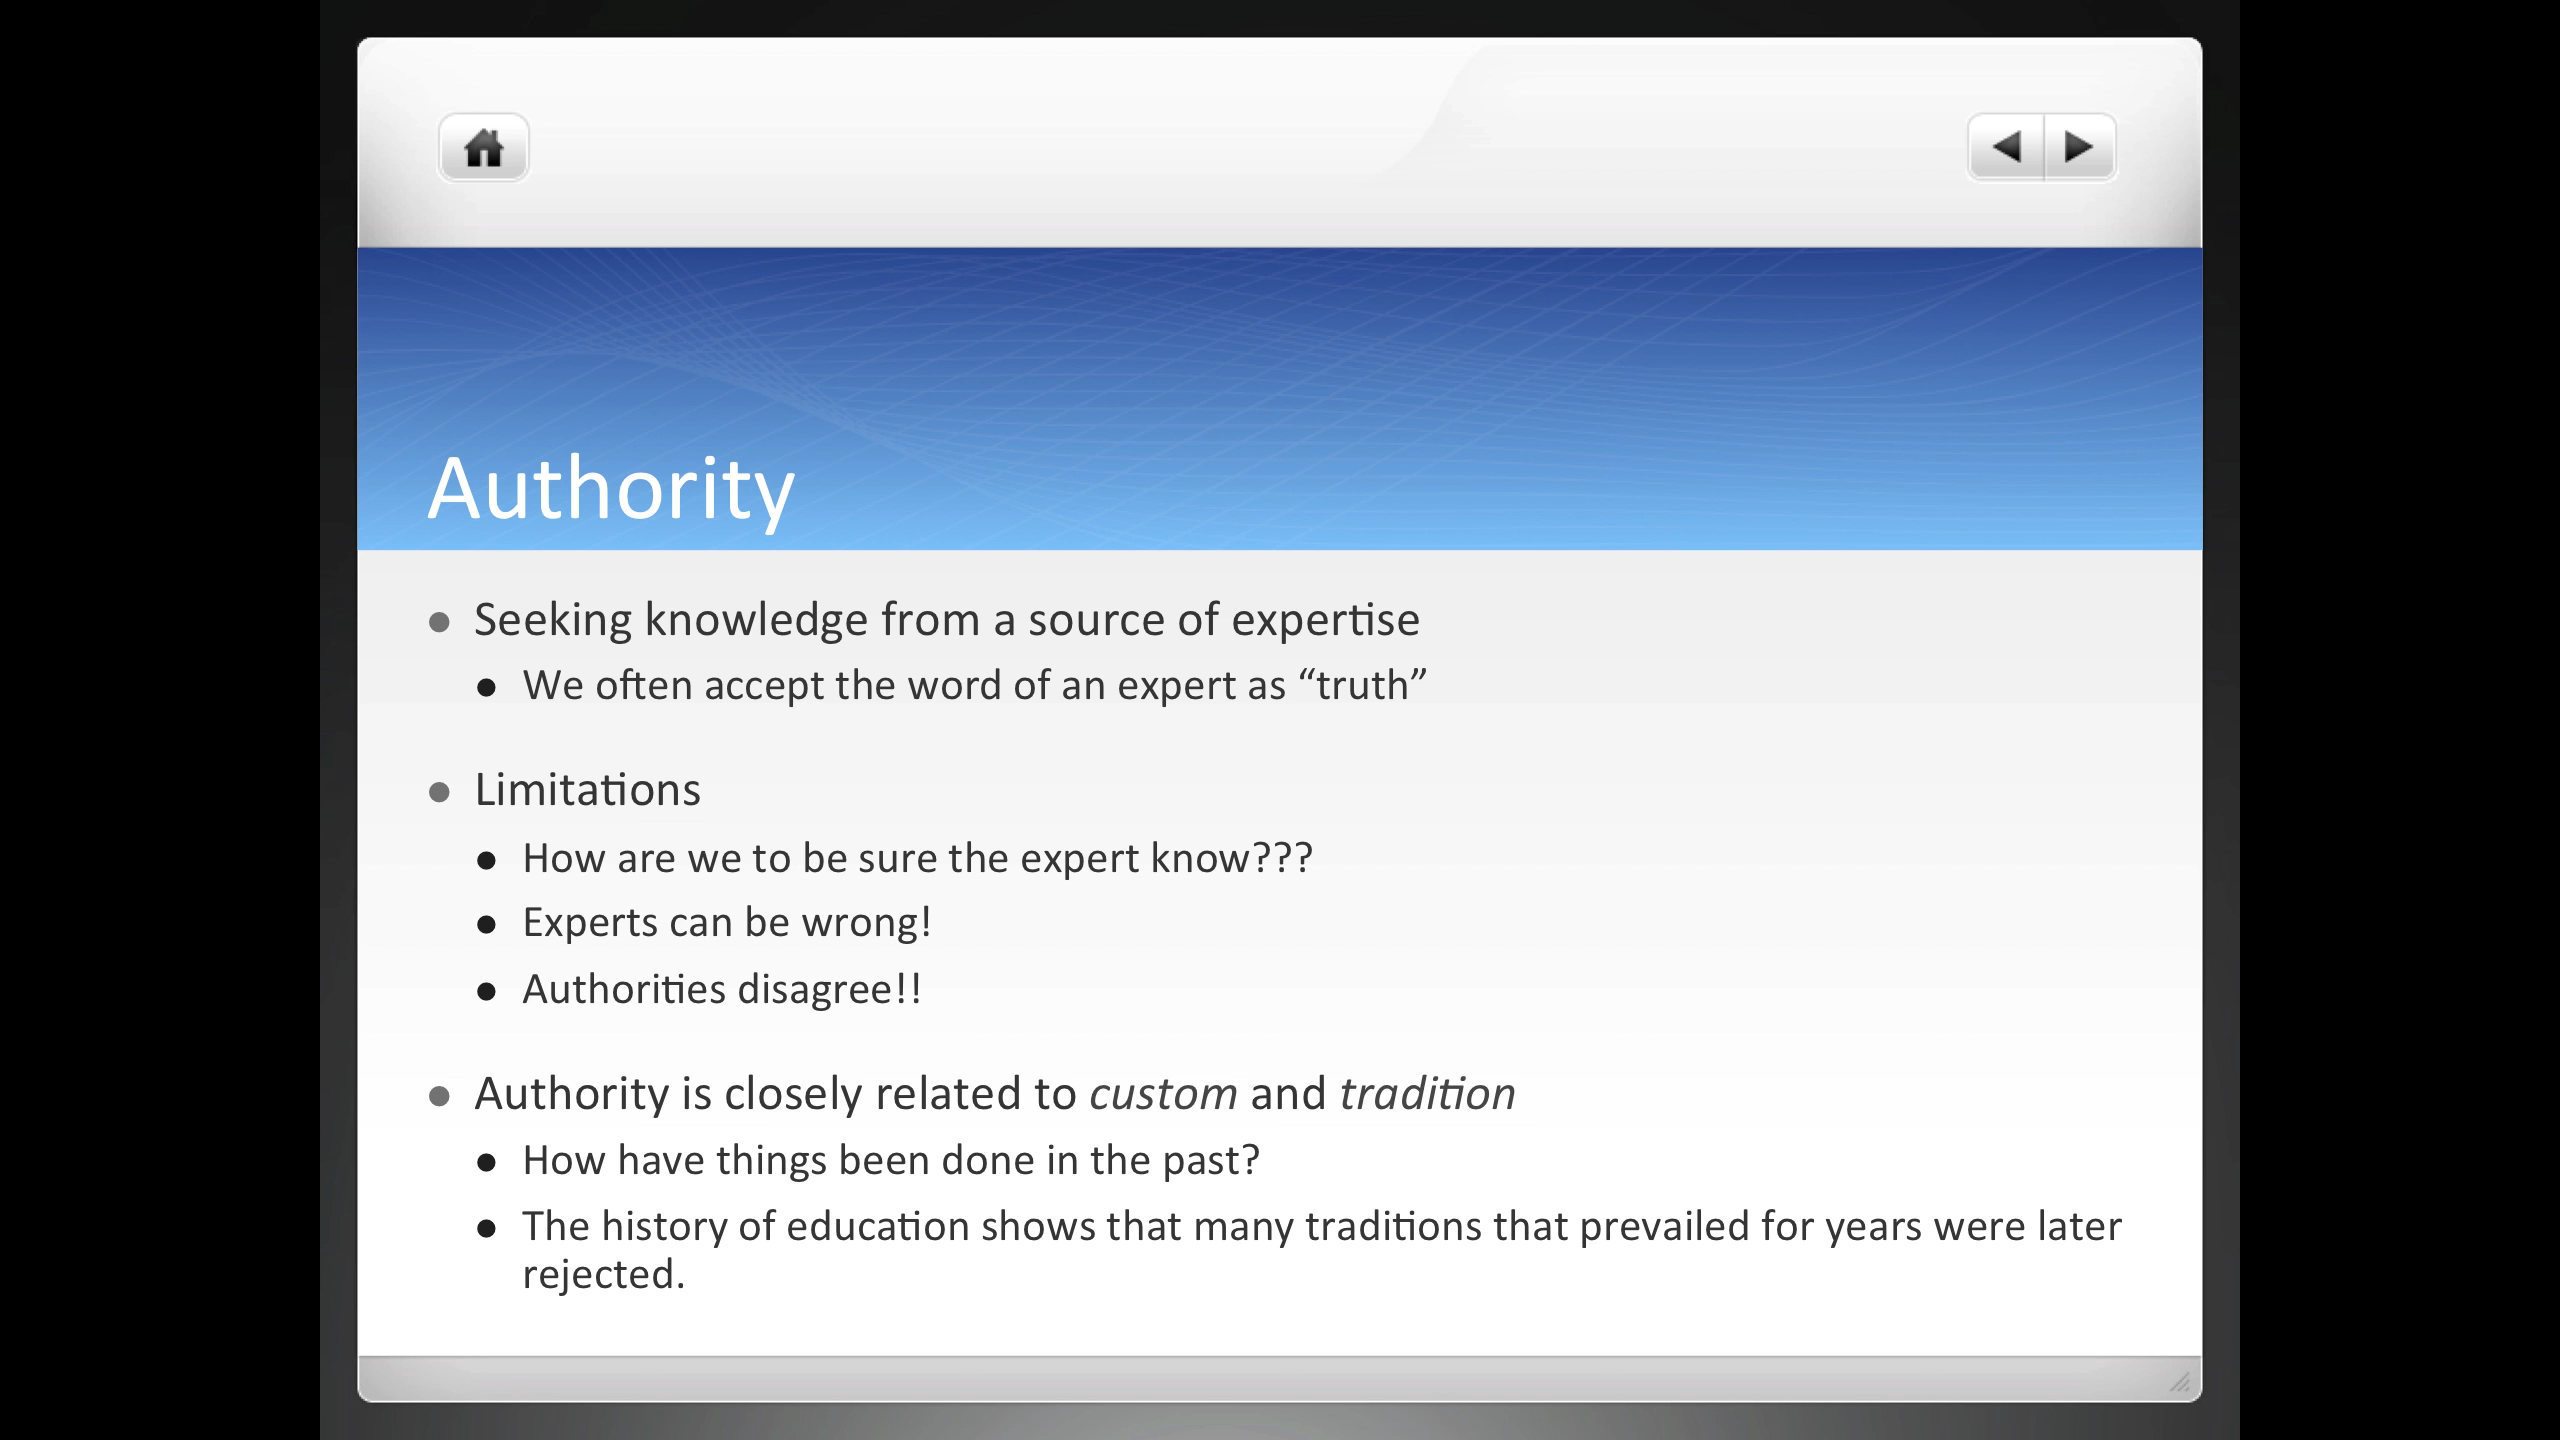 Authority
Seeking knowledge from a source of expertise
We often accept the word of an expert as “truth”
Limitations
How are we to be sure the expert know???
Experts can be wrong!
Authorities disagree!!
Authority is closely related to custom and tradition
How have things been done in the past?
The history of education shows that many traditions that prevailed for years were later
rejected.